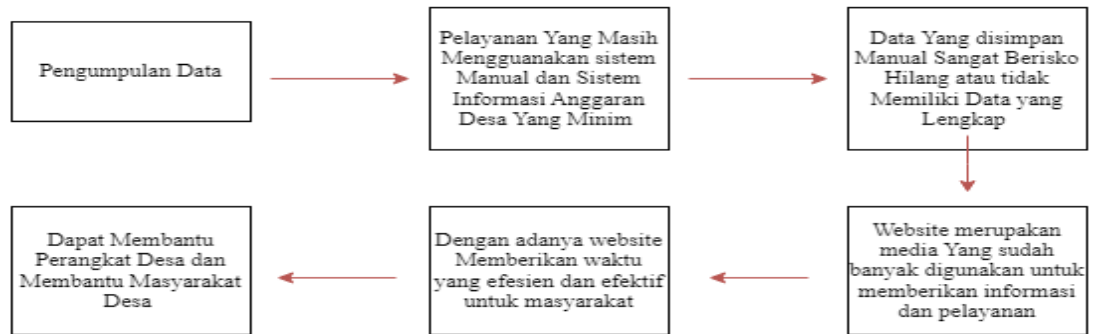 Pengumpulan Data
Pelayanan Yang Masih
Mengguanakan sistem
Manual dan Sistem
Informasi Anggaran
Desa Yang Minim
Data Yang disimpan
Manual Sangat Berisko
Hilang atau tidak
Memiliki Data yang
Lengkap
Website merupakan
media Yang sudah
banyak digunakan untuk
memberikan informasi
dan pelayanan
Dengan adanya website
Memberikan waktu
yang efesien dan efektif
untuk masyarakat
Dapat Membantu
Perangkat Desa dan
Membantu Masyarakat
Desa